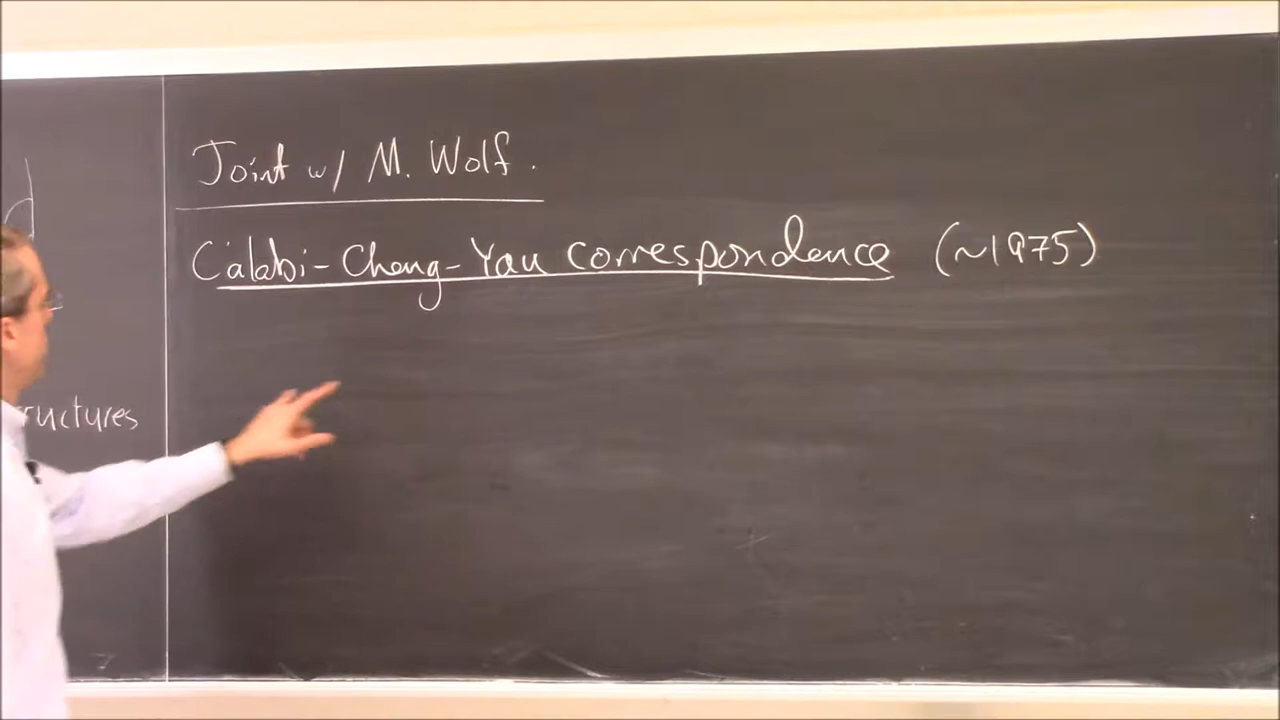 Joint w/ M. Wolf.
Calabi-Cheng-Yau correspondence (~1975)
ructures